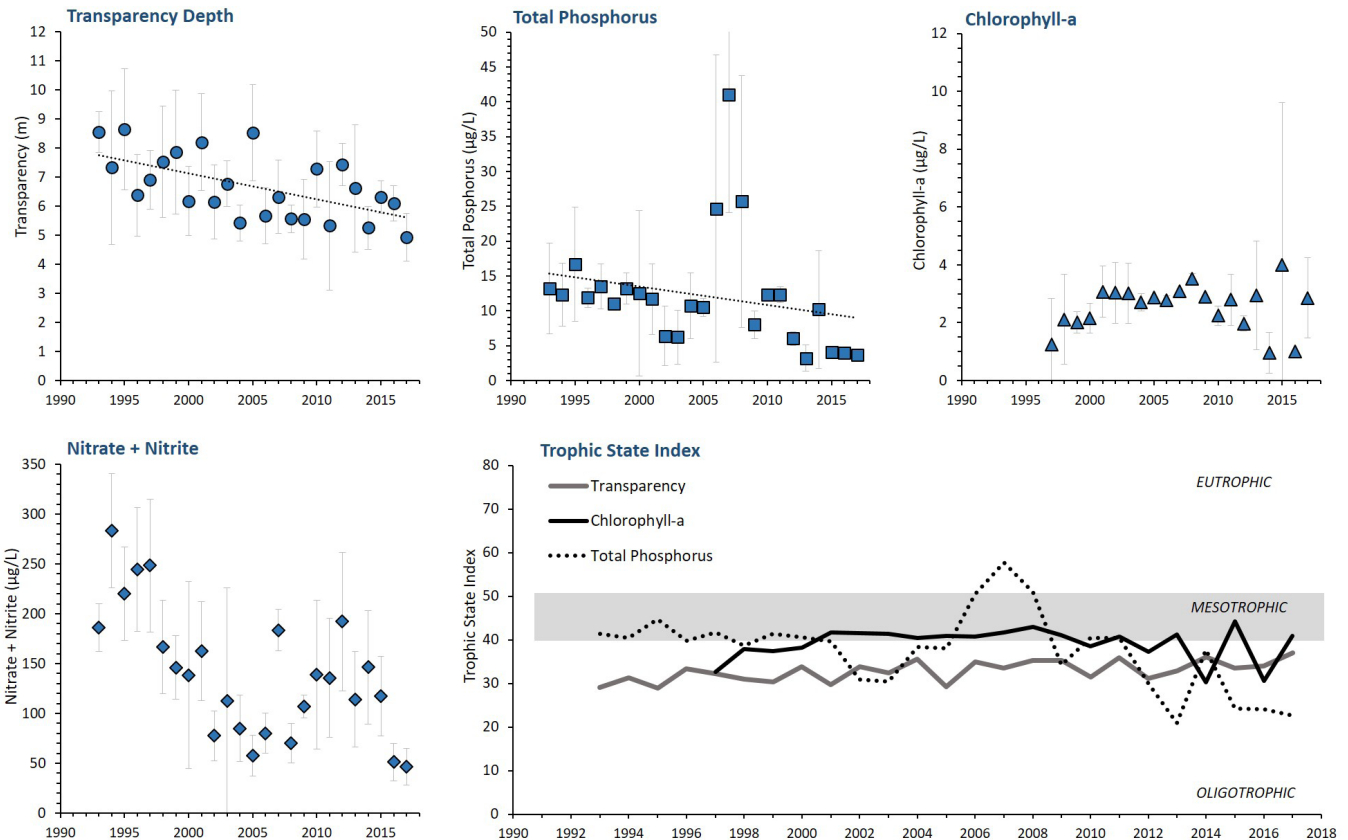 Transparency Depth
Transparency (m)
12
11
10
9
8
7
6
5
4
3
2
1
0
1990 1995 2000 2005 2010 2015
Total Phosphorus
Total Posphorus (µg/L)
50
45
40
35
30
25
20
15
10
5
0
1990 1995 2000 2005 2010 2015
Chlorophyll-a
Chlorophyll-a (µg/L)
12
10
8
6
4
2
0
1990 1995 2000 2005 2010 2015
Nitrate + Nitrite
Nitrate + Nitrite (µg/L)
350
300
250
200
150
100
50
0
1990 1995 2000 2005 2010 2015
Trophic State Index
Trophic State Index
80
70
60
50
40
30
20
10
0
Transparency
Chlorophyll-a
Total Phosphorus
EUTROPHIC
MESOTROPHIC
OLIGOTROPHIC
1990 1992 1994 1996 1998 2000 2002 2004 2006 2008 2010 2012 2014 2016 2018